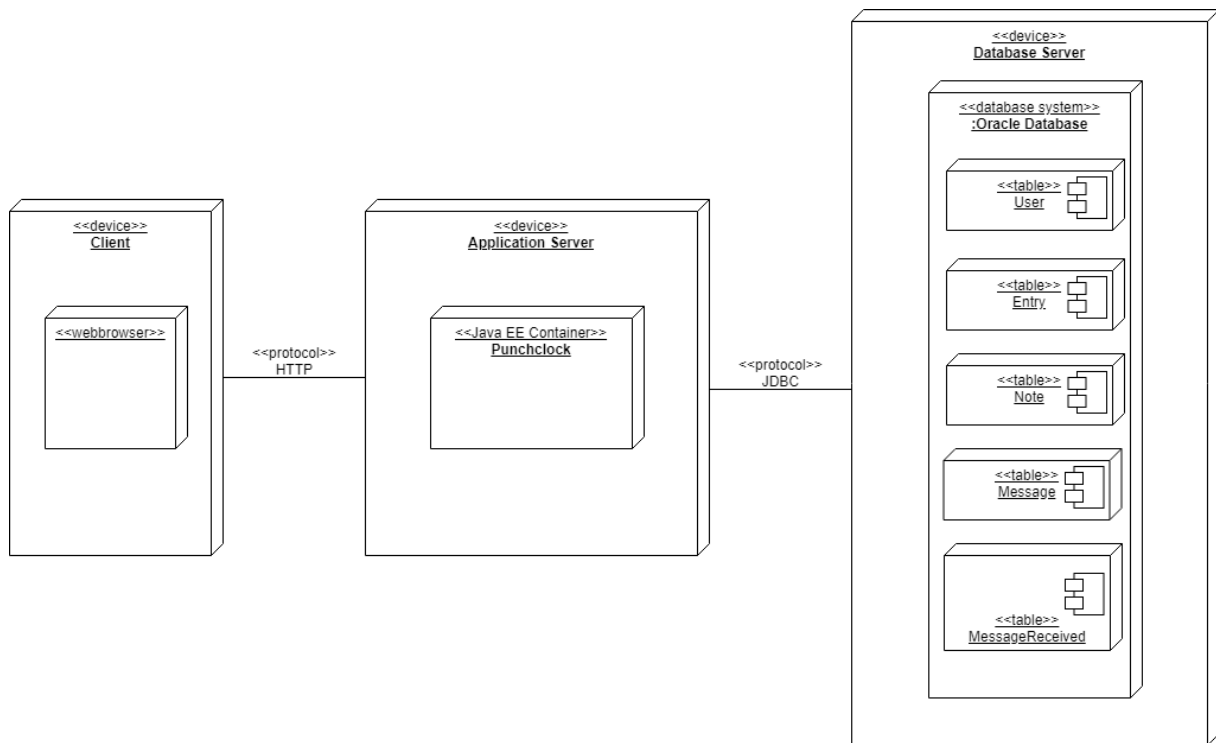 <<device>>
Client
<<webbrowser>>
<<protocol>>
HTTP
<<device>>
Application Server
<<Java EE Container>>
Punchclock
<<protocol>>
JDBC
<<device>>
Database Server
<<database system>>
:Oracle Database
<<table>>
User
<<table>>
Entry
<<table>>
Note
<<table>>
Message
<<table>>
MessageReceived